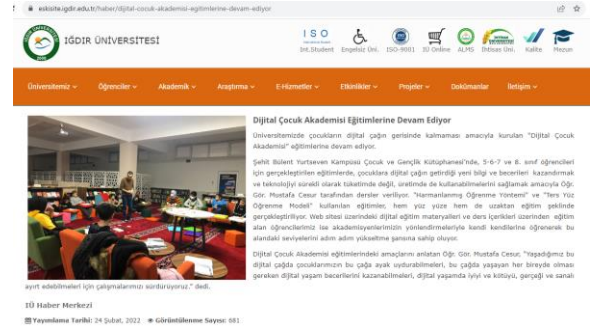 eskisite.igdir.edu.tr/haber/dijital-cocuk-akademisi-egitimlerine-devam-ediyor
IĞDIR ÜNİVERSİTESİ
ISO
Int.Student
Engelsiz Üni.
ISO-9001
IÜ Online
ALMS
İhtisas Üni.
Kalite
Mezun
Üniversitemiz
Öğrenciler
Akademik
Araştırma
E-Hizmetler
Etkinlikler
Projeler
Dokümanlar
İletişim
Dijital Çocuk Akademisi Eğitimlerine Devam Ediyor
Üniversitemizde çocukların dijital çağın gerisinde kalmaması amacıyla kurulan "Dijital Çocuk
Akademisi" eğitimlerine devam ediyor.
Şehit Bülent Yurtseven Kampüsü Çocuk ve Gençlik Kütüphanesi'nde, 5-6-7 ve 8. sınıf öğrencileri
için gerçekleştirilen eğitimlerde, çocuklara dijital çağın getirdiği yeni bilgi ve becerileri kazandırmak
ve teknolojiyi sürekli olarak tüketimde değil, üretimde de kullanabilmelerini sağlamak amacıyla Öğr.
Gör. Mustafa Cesur tarafından dersler veriliyor. "Harmanlanmış Öğrenme Yöntemi" ve "Ters Yüz
Öğrenme Modeli" kullanılan eğitimler, hem yüz yüze hem de uzaktan eğitim şeklinde
gerçekleştiriliyor. Web sitesi üzerindeki dijital eğitim materyalleri ve ders içerikleri üzerinden eğitim
alan öğrencilerimiz ise akademisyenlerimizin yönlendirmeleriyle kendi kendilerine öğrenerek bu
alandaki seviyelerini adım adım yükseltme şansına sahip oluyor.
Dijital Çocuk Akademisi eğitimlerindeki amaçlarını anlatan Öğr. Gör. Mustafa Cesur, "Yaşadığımız bu
dijital çağda çocuklarımızın bu çağa ayak uydurabilmeleri, bu çağda yaşayan her bireyde olması
gereken dijital yaşam becerilerini kazanabilmeleri, dijital yaşamda iyiyi ve kötüyü, gerçeği ve sanalı
ayırt edebilmeleri için çalışmalarımızı sürdürüyoruz." dedi.
IÜ Haber Merkezi
Yayımlama Tarihi: 24 Şubat, 2022
Görüntülenme Sayısı: 681